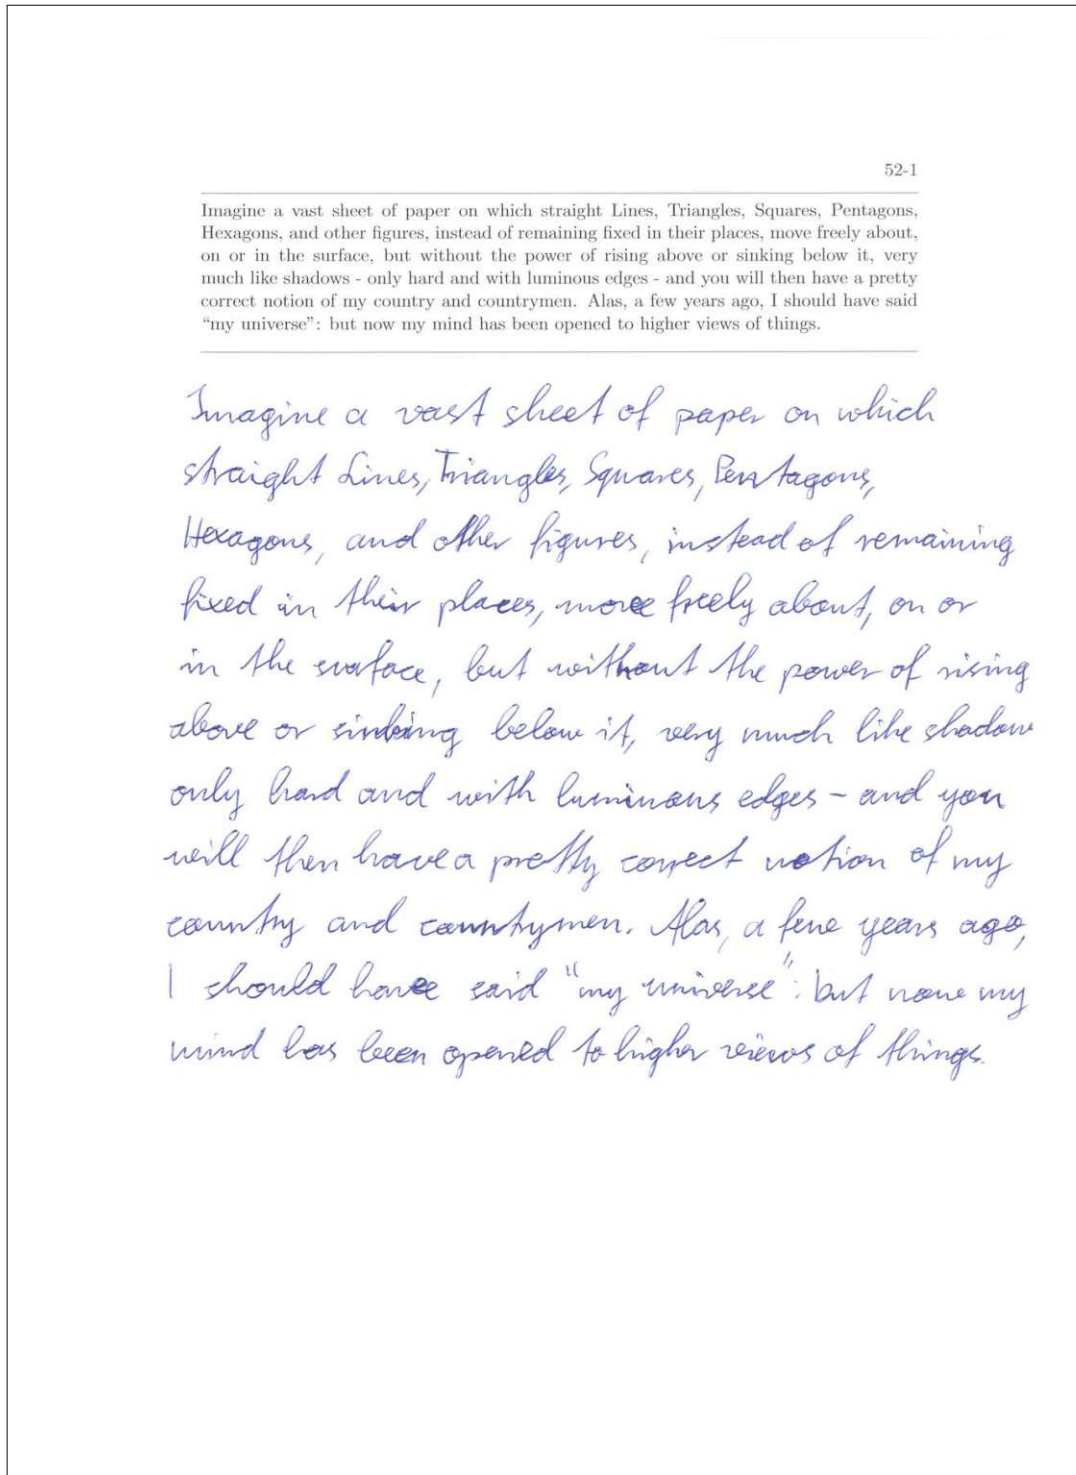 52-1
Imagine a vast sheet of paper on which straight Lines, Triangles, Squares, Pentagons,
Hexagons, and other figures, instead of remaining fixed in their places, move freely about,
on or in the surface, but without the power of rising above or sinking below it, very
much like shadows - only hard and with luminous edges - and you will then have a pretty
correct notion of my country and countrymen. Alas, a few years ago, I should have said
“my universe”: but now my mind has been opened to higher views of things.
Imagine a vast sheet of paper on which
straight Lines, Triangles, Squares, Pentagons,
Hexagons, and other figures, instead of remaining
fixed in their places, move freely about, on or
in the surface, but without the power of rising
above or sinking below it, very much like shadow
only hard and with luminous edges - and you
will then have a pretty correct notion of my
country and countymen. Alas, a few years ago,
I should have said "my universe": but now my
mind has been opened to higher views of things.